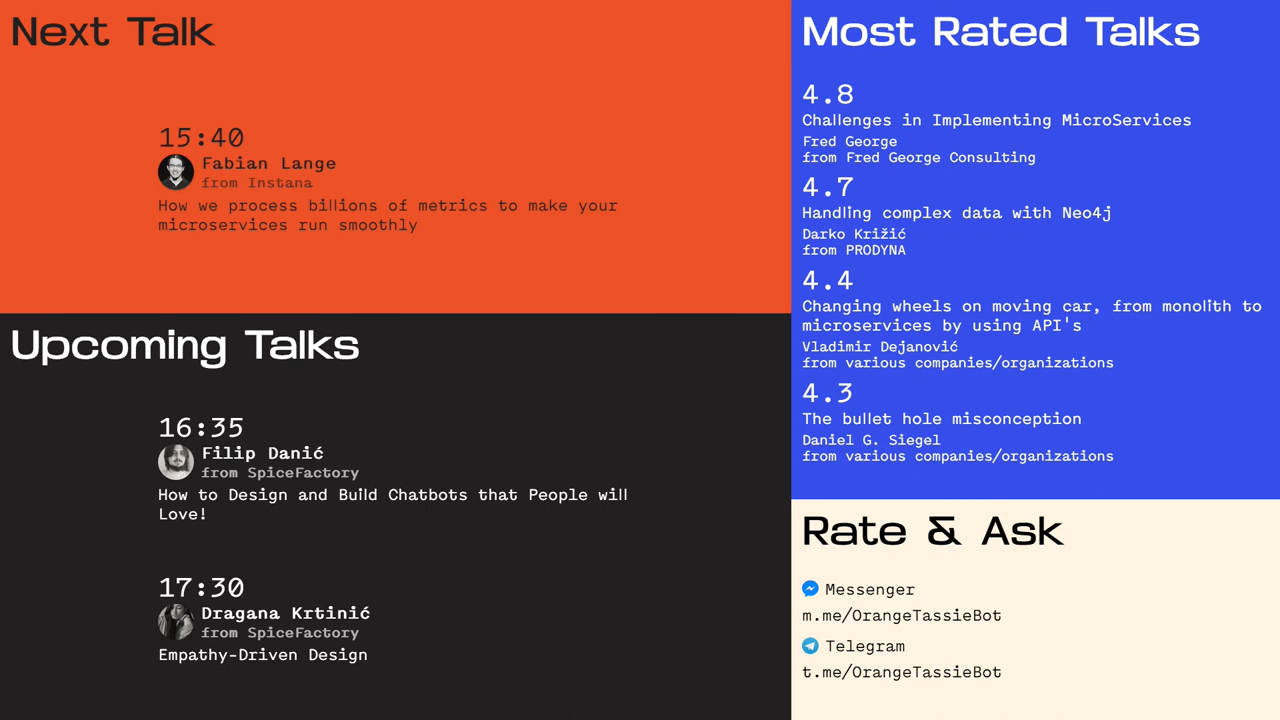 Next Talk
15:40
Fabian Lange
from Instana
How we process billions of metrics to make your
microservices run smoothly
Upcoming Talks
16:35
Filip Danić
from SpiceFactory
How to Design and Build Chatbots that People will
Love!
17:30
Dragana Krtinić
from SpiceFactory
Empathy-Driven Design
Most Rated Talks
4.8
Challenges in Implementing MicroServices
Fred George
from Fred George Consulting
4.7
Handling complex data with Neo4j
Darko Križić
from PRODYNA
4.4
Changing wheels on moving car, from monolith to
microservices by using API's
Vladimir Dejanović
from various companies/organizations
4.3
The bullet hole misconception
Daniel G. Siegel
from various companies/organizations
Rate & Ask
Messenger
m.me/OrangeTassieBot
Telegram
t.me/OrangeTassieBot